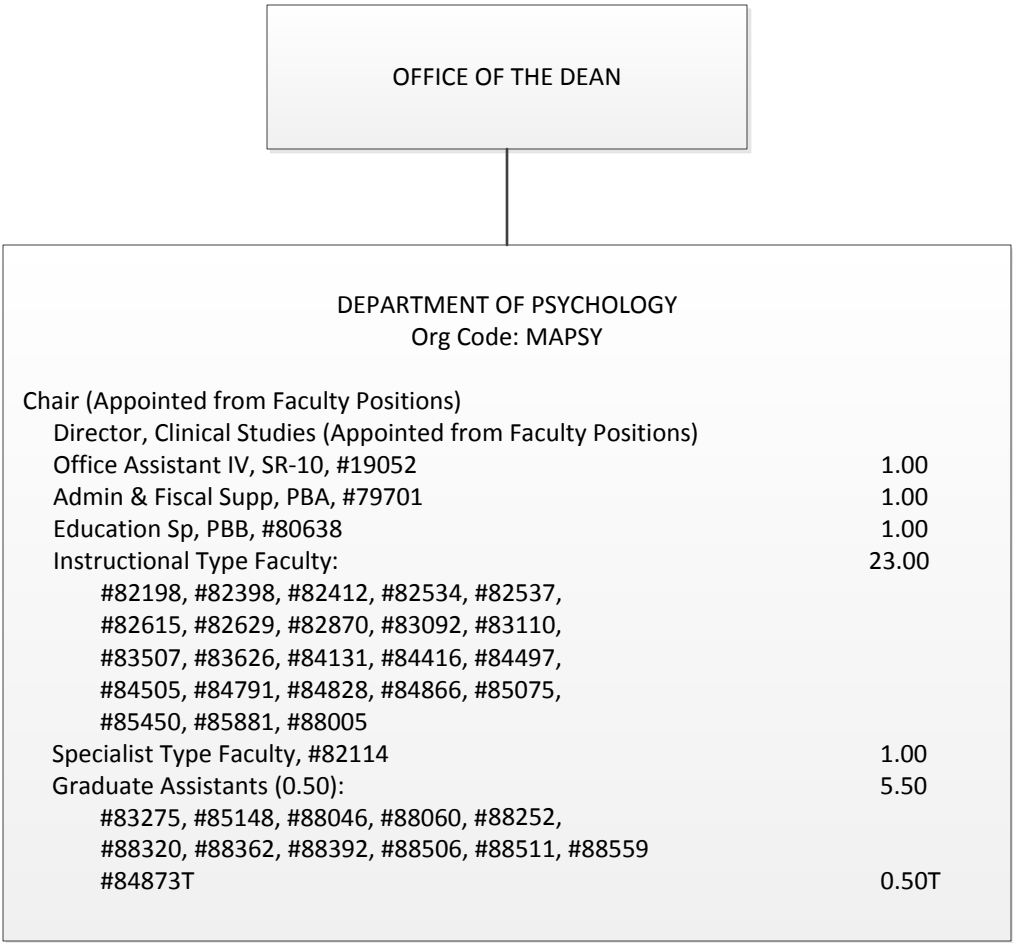 OFFICE OF THE DEAN
DEPARTMENT OF PSYCHOLOGY
Org Code: MAPSY
Chair (Appointed from Faculty Positions)
Director, Clinical Studies (Appointed from Faculty Positions)
Office Assistant IV, SR-10, #19052 1.00
Admin & Fiscal Supp, PBA, #79701 1.00
Education Sp, PBB, #80638 1.00
Instructional Type Faculty: 23.00
#82198, #82398, #82412, #82534, #82537,
#82615, #82629, #82870, #83092, #83110,
#83507, #83626, #84131, #84416, #84497,
#84505, #84791, #84828, #84866, #85075,
#85450, #85881, #88005
Specialist Type Faculty, #82114 1.00
Graduate Assistants (0.50): 5.50
#83275, #85148, #88046, #88060, #88252,
#88320, #88362, #88392, #88506, #88511, #88559
#84873T 0.50T